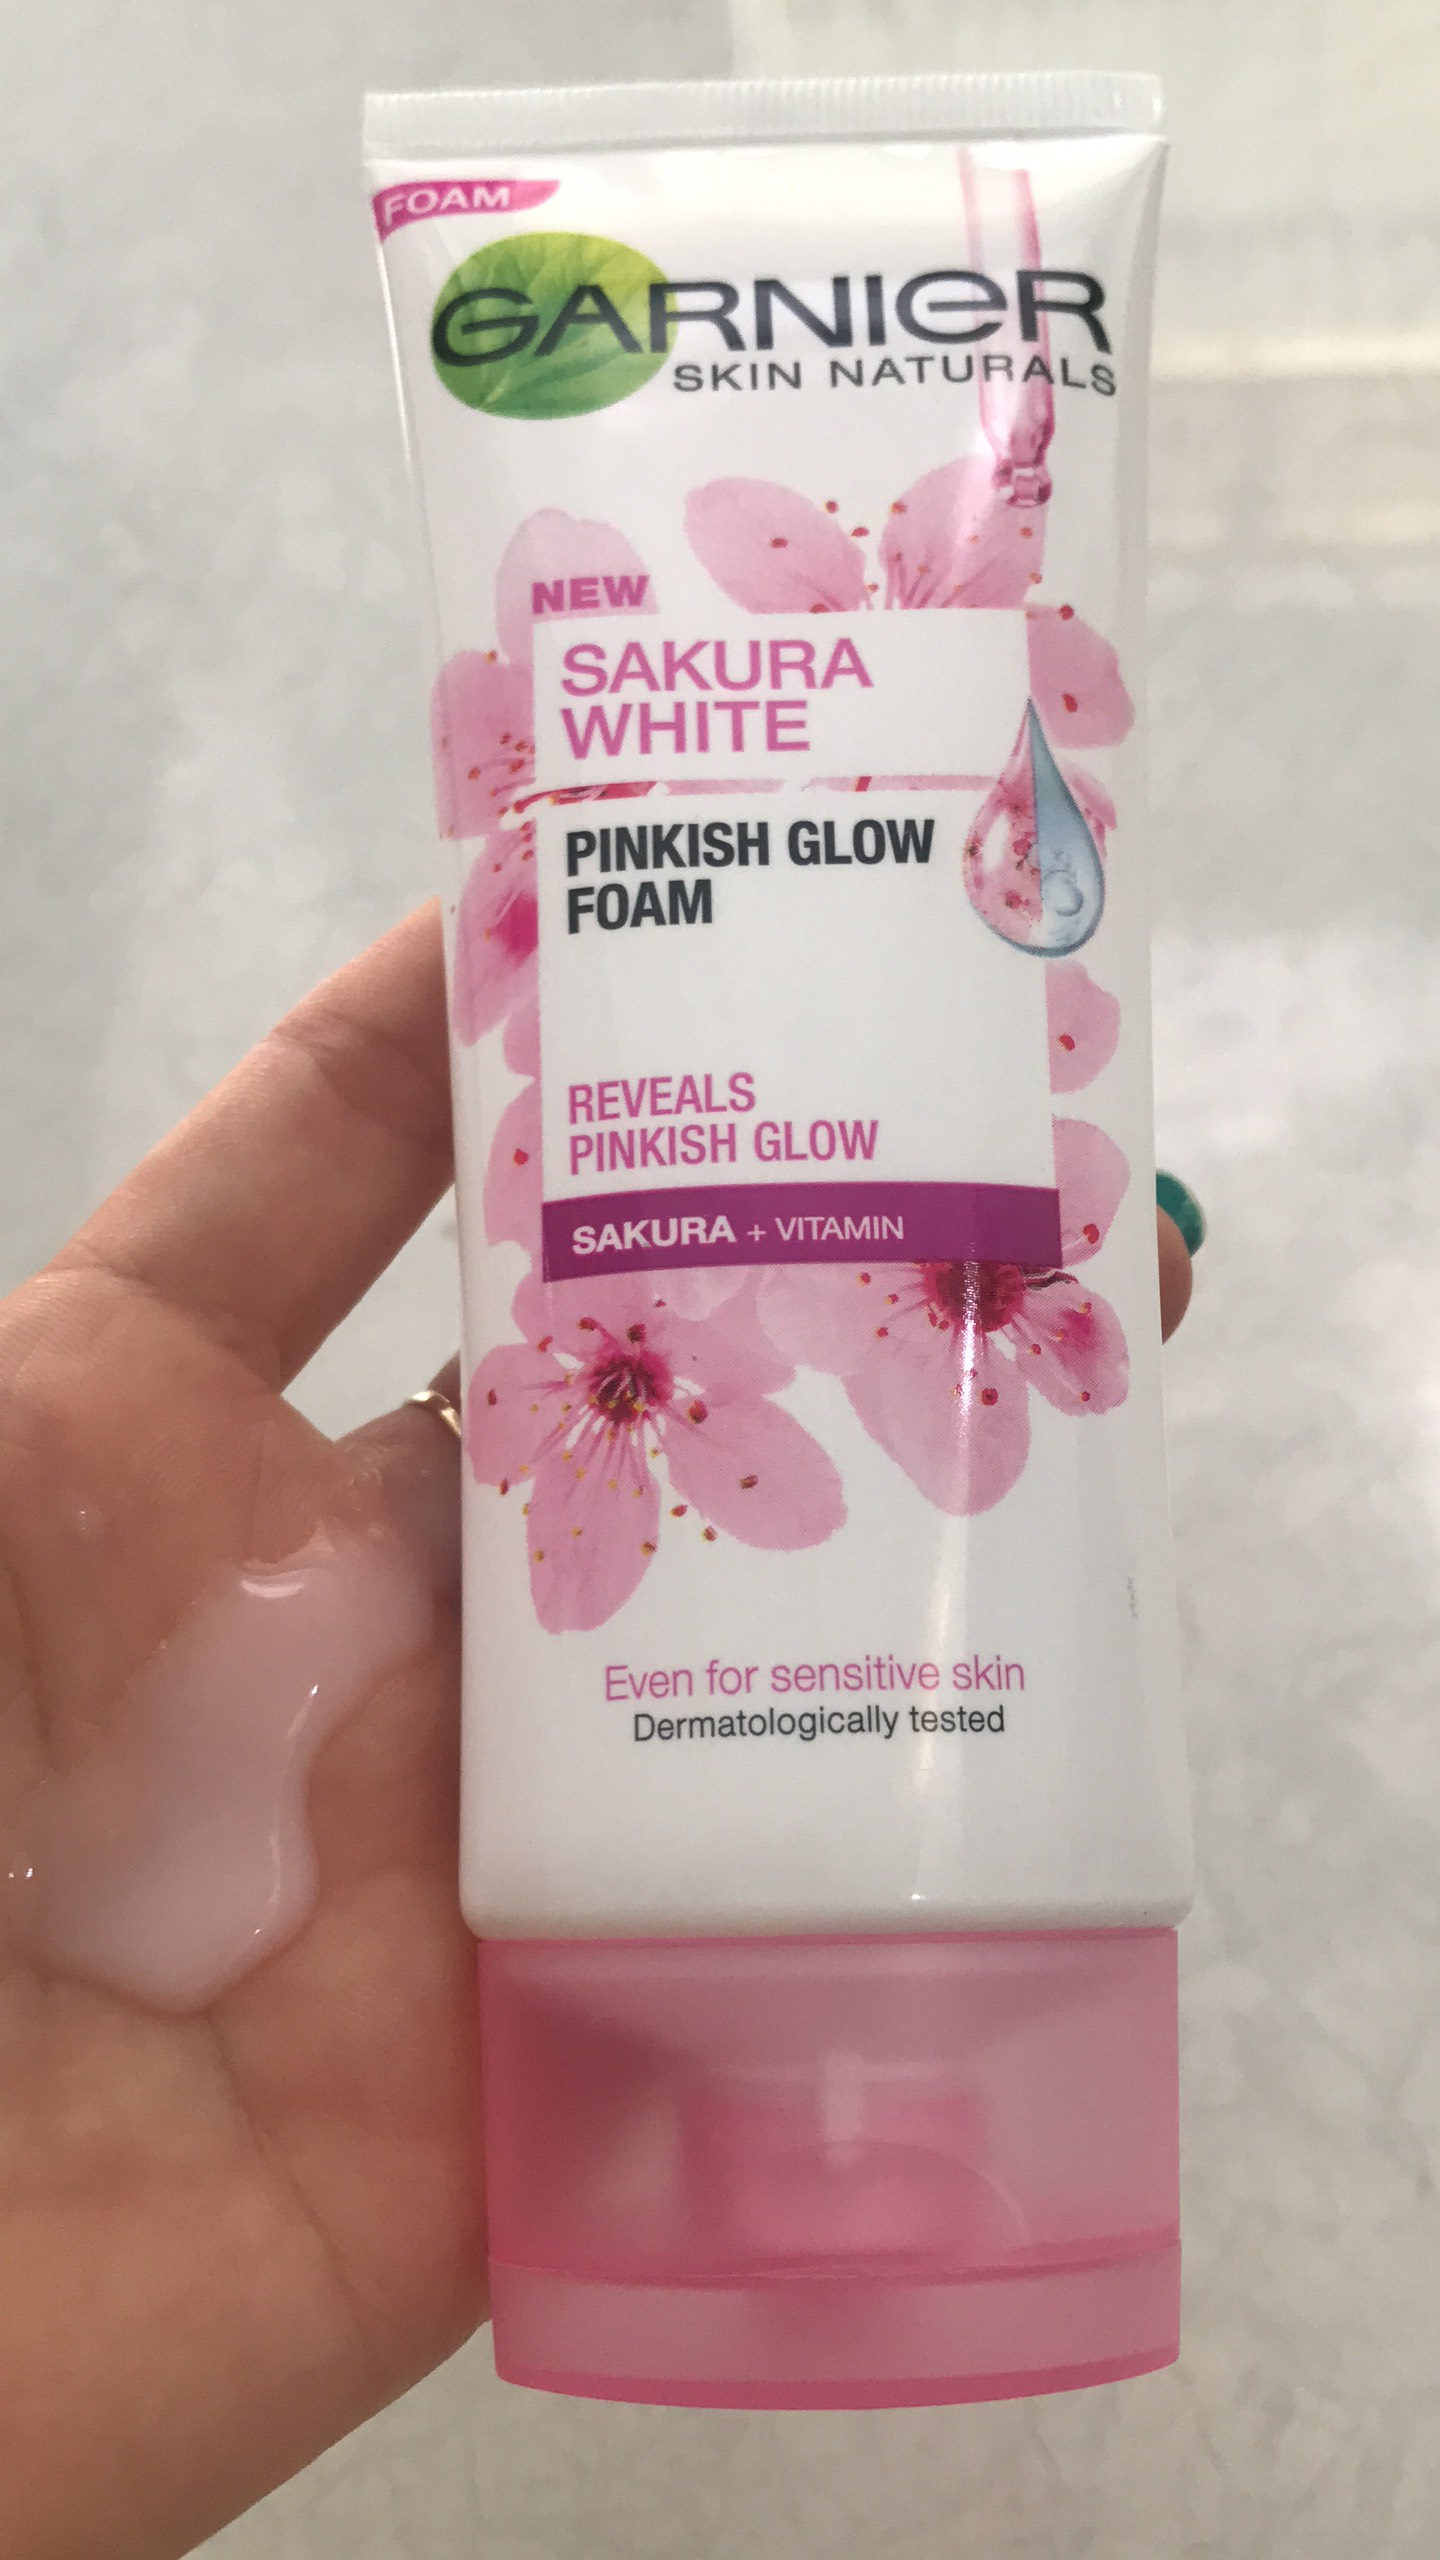 FOAM
GARNIER
SKIN NATURALS
NEW
SAKURA
WHITE
PINKISH GLOW
FOAM
REVEALS
PINKISH GLOW
SAKURA + VITAMIN
Even for sensitive skin
Dermatologically tested